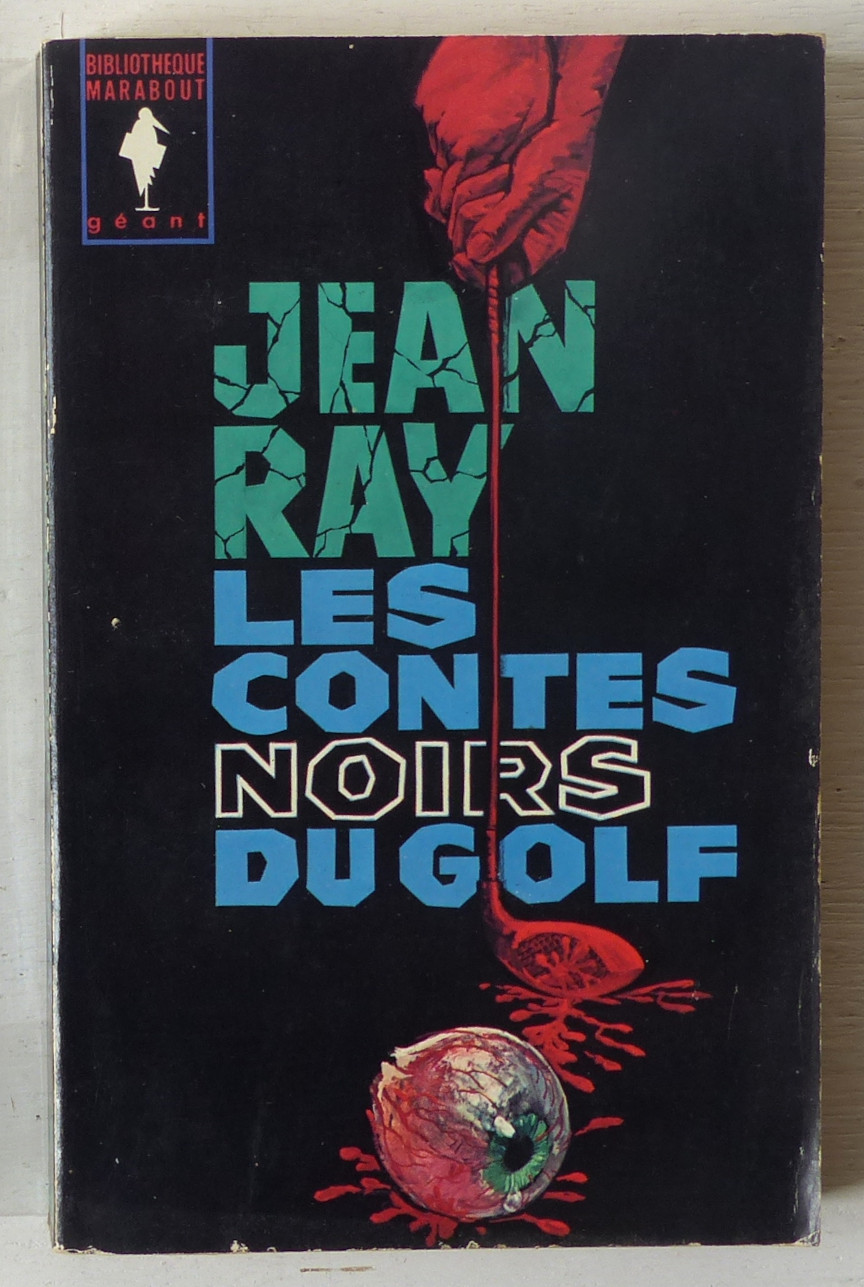 BIBLIOTHEQUE
MARABOUT
géant
JEAN
RAY
LES
CONTES
NOIRS
DU GOLF